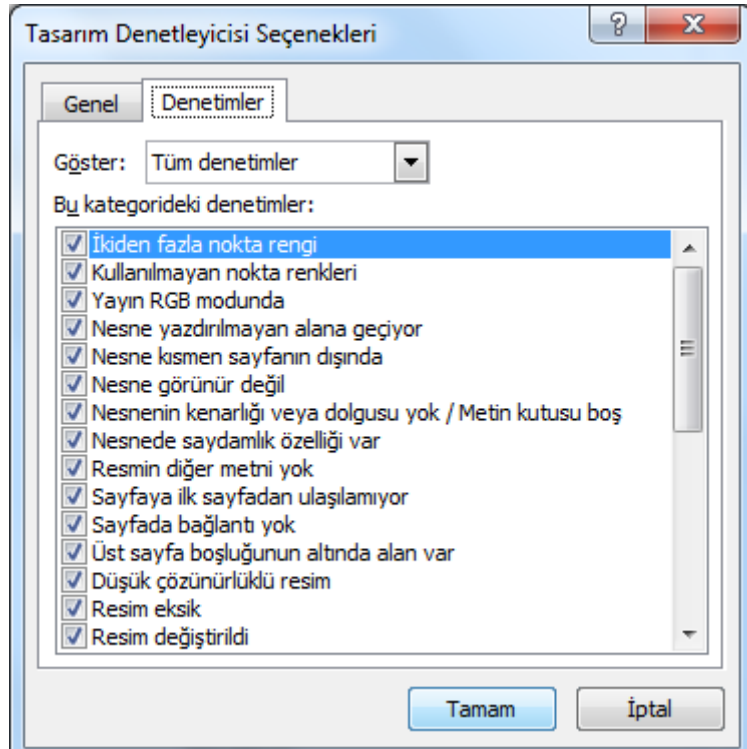 Tasarım Denetleyicisi Seçenekleri
Genel
Denetimler
Göster:
Tüm denetimler
Bu kategorideki denetimler:
İkiden fazla nokta rengi
Kullanılmayan nokta renkleri
Yayın RGB modunda
Nesne yazdırılmayan alana geçiyor
Nesne kısmen sayfanın dışında
Nesne görünür değil
Nesnenin kenarlığı veya dolgusu yok / Metin kutusu boş
Nesnede saydamlık özelliği var
Resmin diğer metni yok
Sayfaya ilk sayfadan ulaşılamıyor
Sayfada bağlantı yok
Üst sayfa boşluğunun altında alan var
Düşük çözünürlüklü resim
Resim eksik
Resim değiştirildi
Tamam
İptal